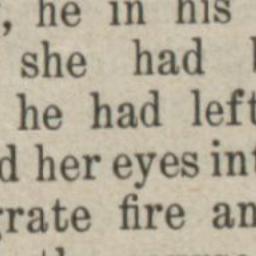 , he in his
she had
he had left
d her eyes int
grate fire an